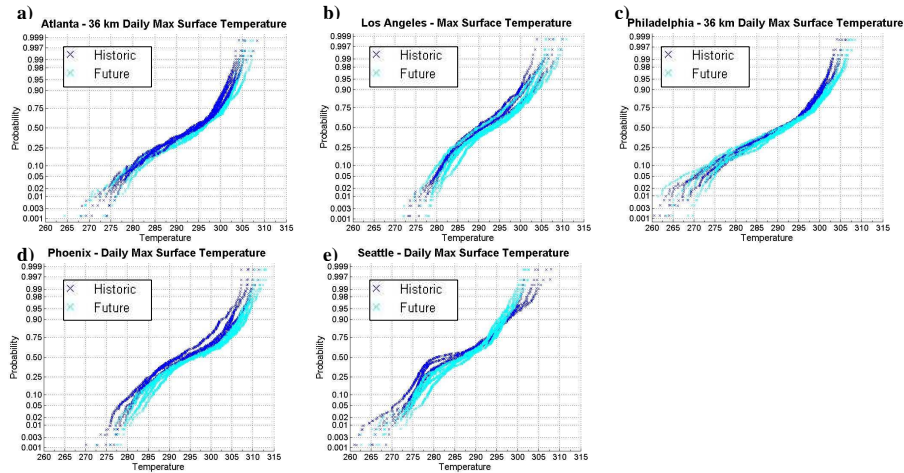 a)
Atlanta - 36 km Daily Max Surface Temperature
0.999
0.997
0.99
0.98
0.95
0.90
0.75
0.50
0.25
0.10
0.05
0.02
0.01
0.003
0.001
Probability
Historic
Future
260 265 270 275 280 285 290 295 300 305 310 315
Temperature
b)
Los Angeles - Max Surface Temperature
0.999
0.997
0.99
0.98
0.95
0.90
0.75
0.50
0.25
0.10
0.05
0.02
0.01
0.003
0.001
Probability
Historic
Future
260 265 270 275 280 285 290 295 300 305 310 315
Temperature
c)
Philadelphia - 36 km Daily Max Surface Temperature
0.999
0.997
0.99
0.98
0.95
0.90
0.75
0.50
0.25
0.10
0.05
0.02
0.01
0.003
0.001
Probability
Historic
Future
260 265 270 275 280 285 290 295 300 305 310 315
Temperature
d)
Phoenix - Daily Max Surface Temperature
0.999
0.997
0.99
0.98
0.95
0.90
0.75
0.50
0.25
0.10
0.05
0.02
0.01
0.003
0.001
Probability
Historic
Future
260 265 270 275 280 285 290 295 300 305 310 315
Temperature
e)
Seattle - Daily Max Surface Temperature
0.999
0.997
0.99
0.98
0.95
0.90
0.75
0.50
0.25
0.10
0.05
0.02
0.01
0.003
0.001
Probability
Historic
Future
260 265 270 275 280 285 290 295 300 305 310 315
Temperature